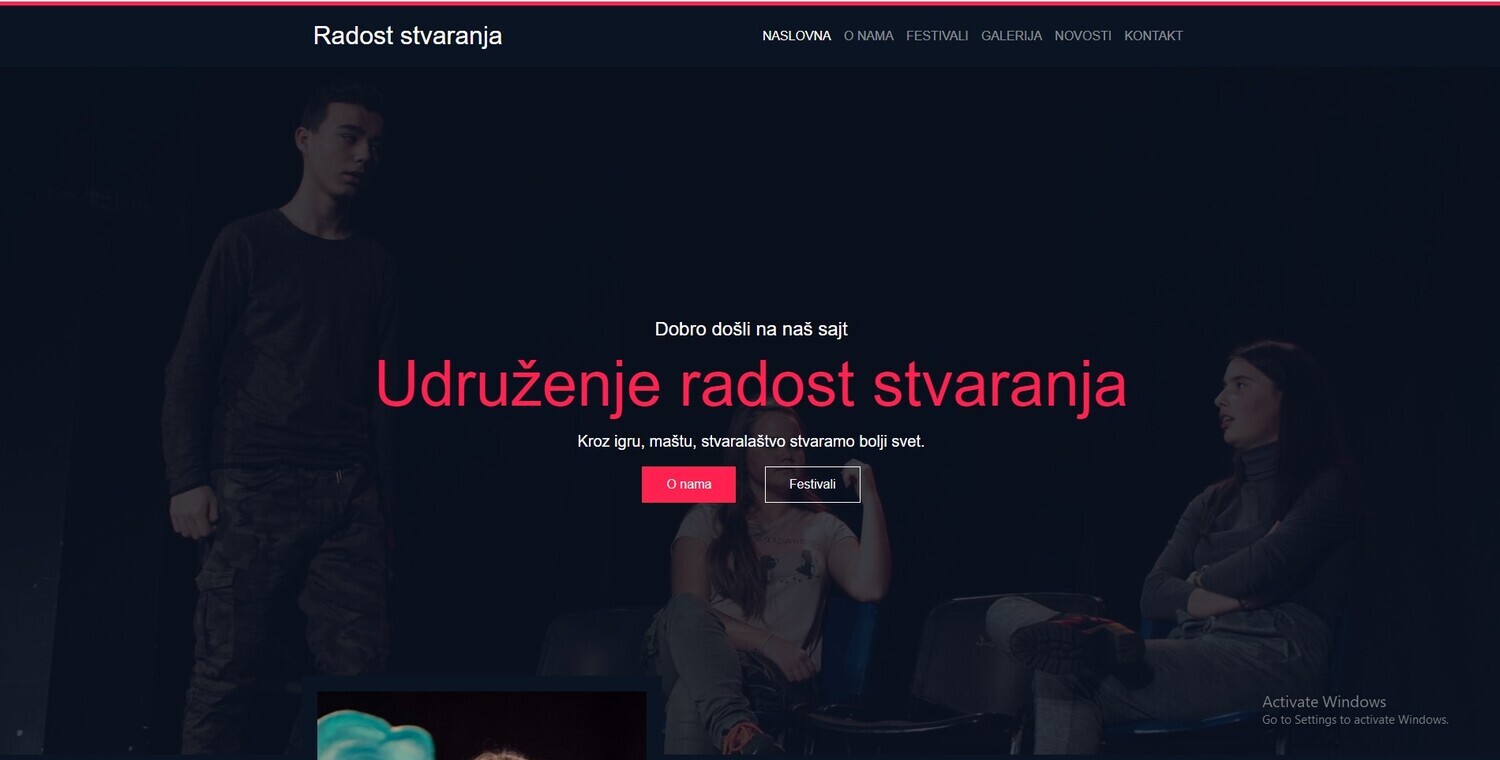 Radost stvaranja
NASLOVNA O NAMA FESTIVALI GALERIJA NOVOSTI KONTAKT
Dobro došli na naš sajt
Udruženje radost stvaranja
Kroz igru, maštu, stvaralaštvo stvaramo bolji svet.
O nama
Festivali
Activate Windows
Go to Settings to activate Windows.